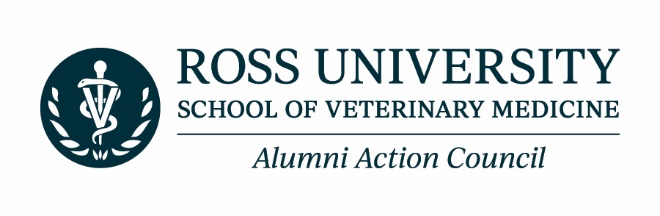 ROSS UNIVERSITY
SCHOOL OF VETERINARY MEDICINE
Alumni Action Council